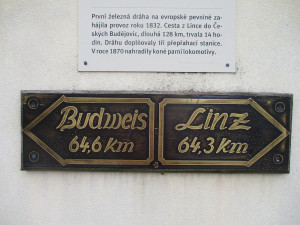 První železná dráha na evropské pevnině za-
hájila provoz roku 1832. Cesta z Lince do Čes-
kých Budějovic, dlouhá 128 km, trvala 14 ho-
din. Dráhu doplňovaly tři přepřahací stanice.
V roce 1870 nahradily koně parní lokomotivy.
Budweis
64,6 Km
Linz
64,3 Km